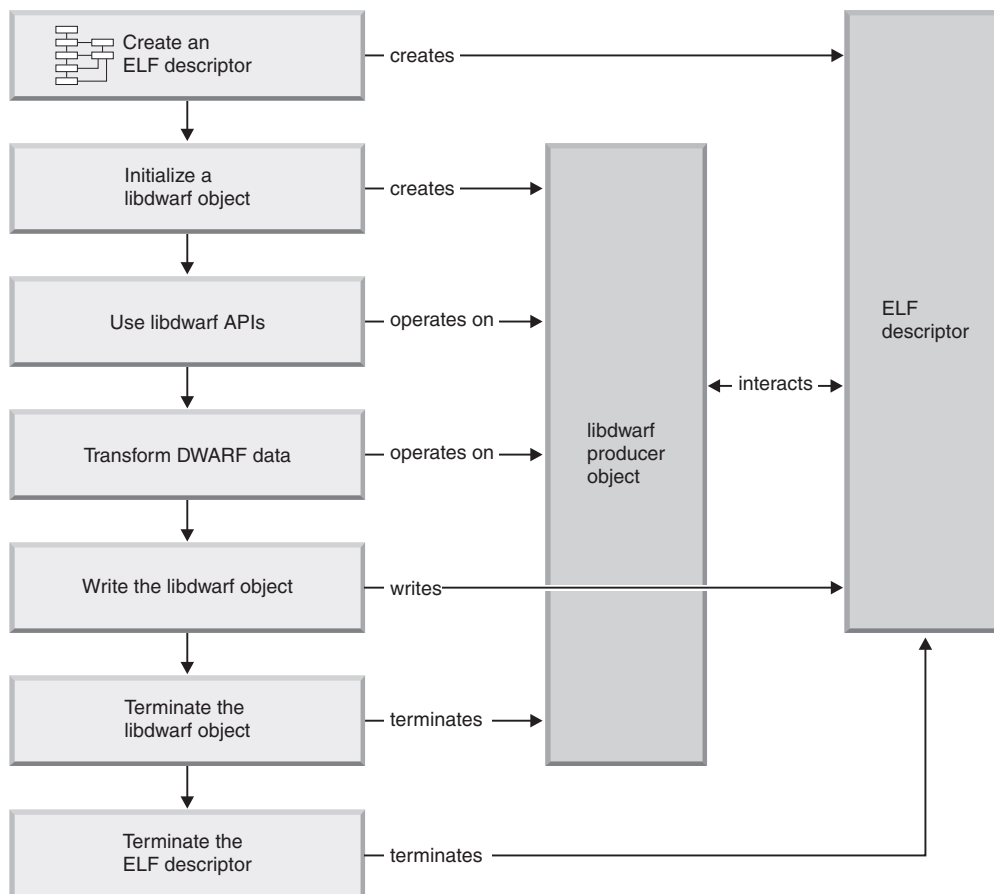 Create an
ELF descriptor
creates
Initialize a
libdwarf object
creates
Use libdwarf APIs
operates on
ELF
descriptor
interacts
Transform DWARF data
operates on
libdwarf
producer
object
Write the libdwarf object
writes
Terminate the
libdwarf object
terminates
Terminate the
ELF descriptor
terminates